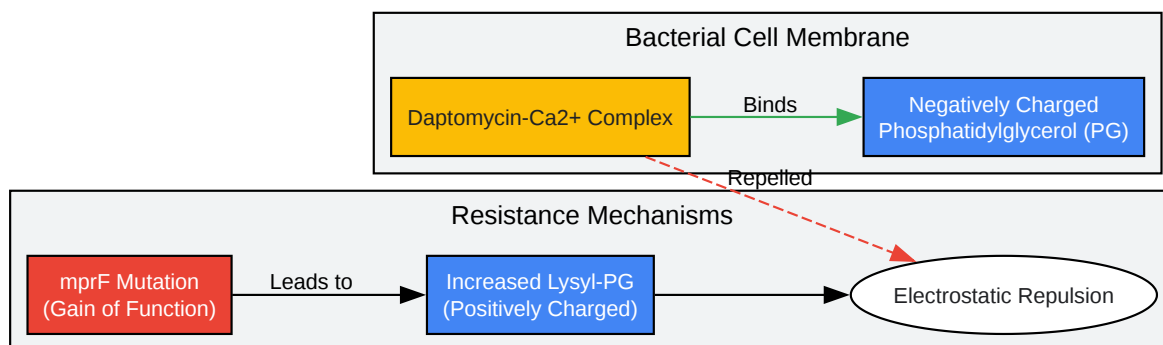 Bacterial Cell Membrane
Daptomycin-Ca2+ Complex
Binds
Negatively Charged
Phosphatidylglycerol (PG)
Repelled
Resistance Mechanisms
mprF Mutation
(Gain of Function)
Leads to
Increased Lysyl-PG
(Positively Charged)
Electrostatic Repulsion